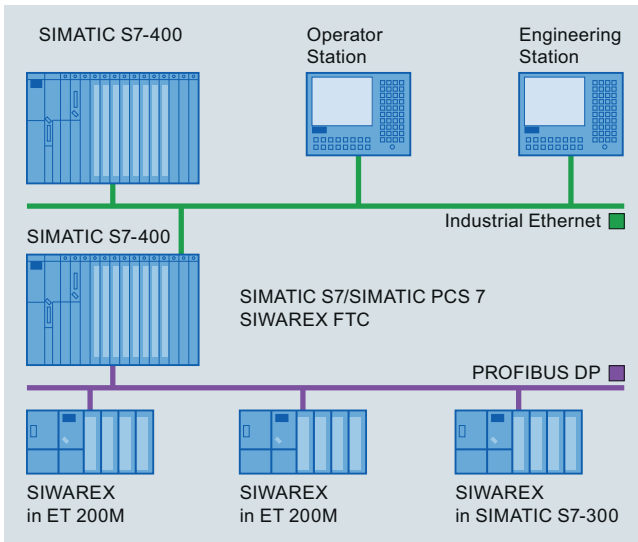 SIMATIC S7-400
Operator
Station
Engineering
Station
Industrial Ethernet
SIMATIC S7-400
SIMATIC S7/SIMATIC PCS 7
SIWAREX FTC
PROFIBUS DP
SIWAREX
in ET 200M
SIWAREX
in ET 200M
SIWAREX
in SIMATIC S7-300